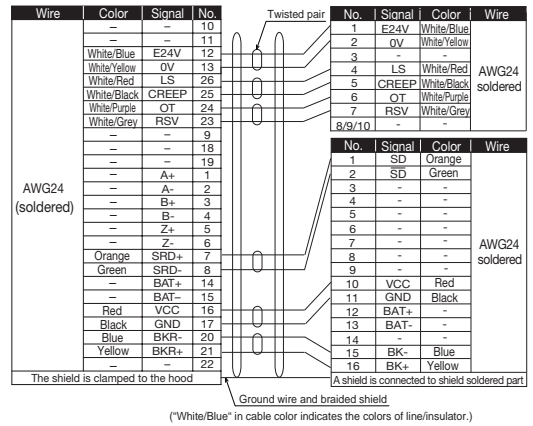 Wire Color Signal No.
– – 10
– – 11
White/Blue E24V 12
White/Yellow 0V 13
White/Red LS 26
White/Black CREEP 25
White/Purple OT 24
White/Grey RSV 23
– – 9
– – 18
– – 19
– A+ 1
– A- 2
– B+ 3
– B- 4
– Z+ 5
– Z- 6
Orange SRD+ 7
Green SRD- 8
– BAT+ 14
– BAT– 15
Red VCC 16
Black GND 17
Blue BKR- 20
Yellow BKR+ 21
– – 22
AWG24
(soldered)
The shield is clamped to the hood
Twisted pair
No. Signal Color Wire
1 E24V White/Blue
2 0V White/Yellow
3 - -
4 LS White/Red
5 CREEP White/Black
6 OT White/Purple
7 RSV White/Grey
8/9/10 - -
AWG24
soldered
No. Signal Color Wire
1 SD Orange
2 S̅D̅ Green
3 - -
4 - -
5 - -
6 - -
7 - -
8 - -
9 - -
10 VCC Red
11 GND Black
12 BAT+ -
13 BAT- -
14 - -
15 BK- Blue
16 BK+ Yellow
AWG24
soldered
A shield is connected to shield soldered part
Ground wire and braided shield
("White/Blue" in cable color indicates the colors of line/insulator.)